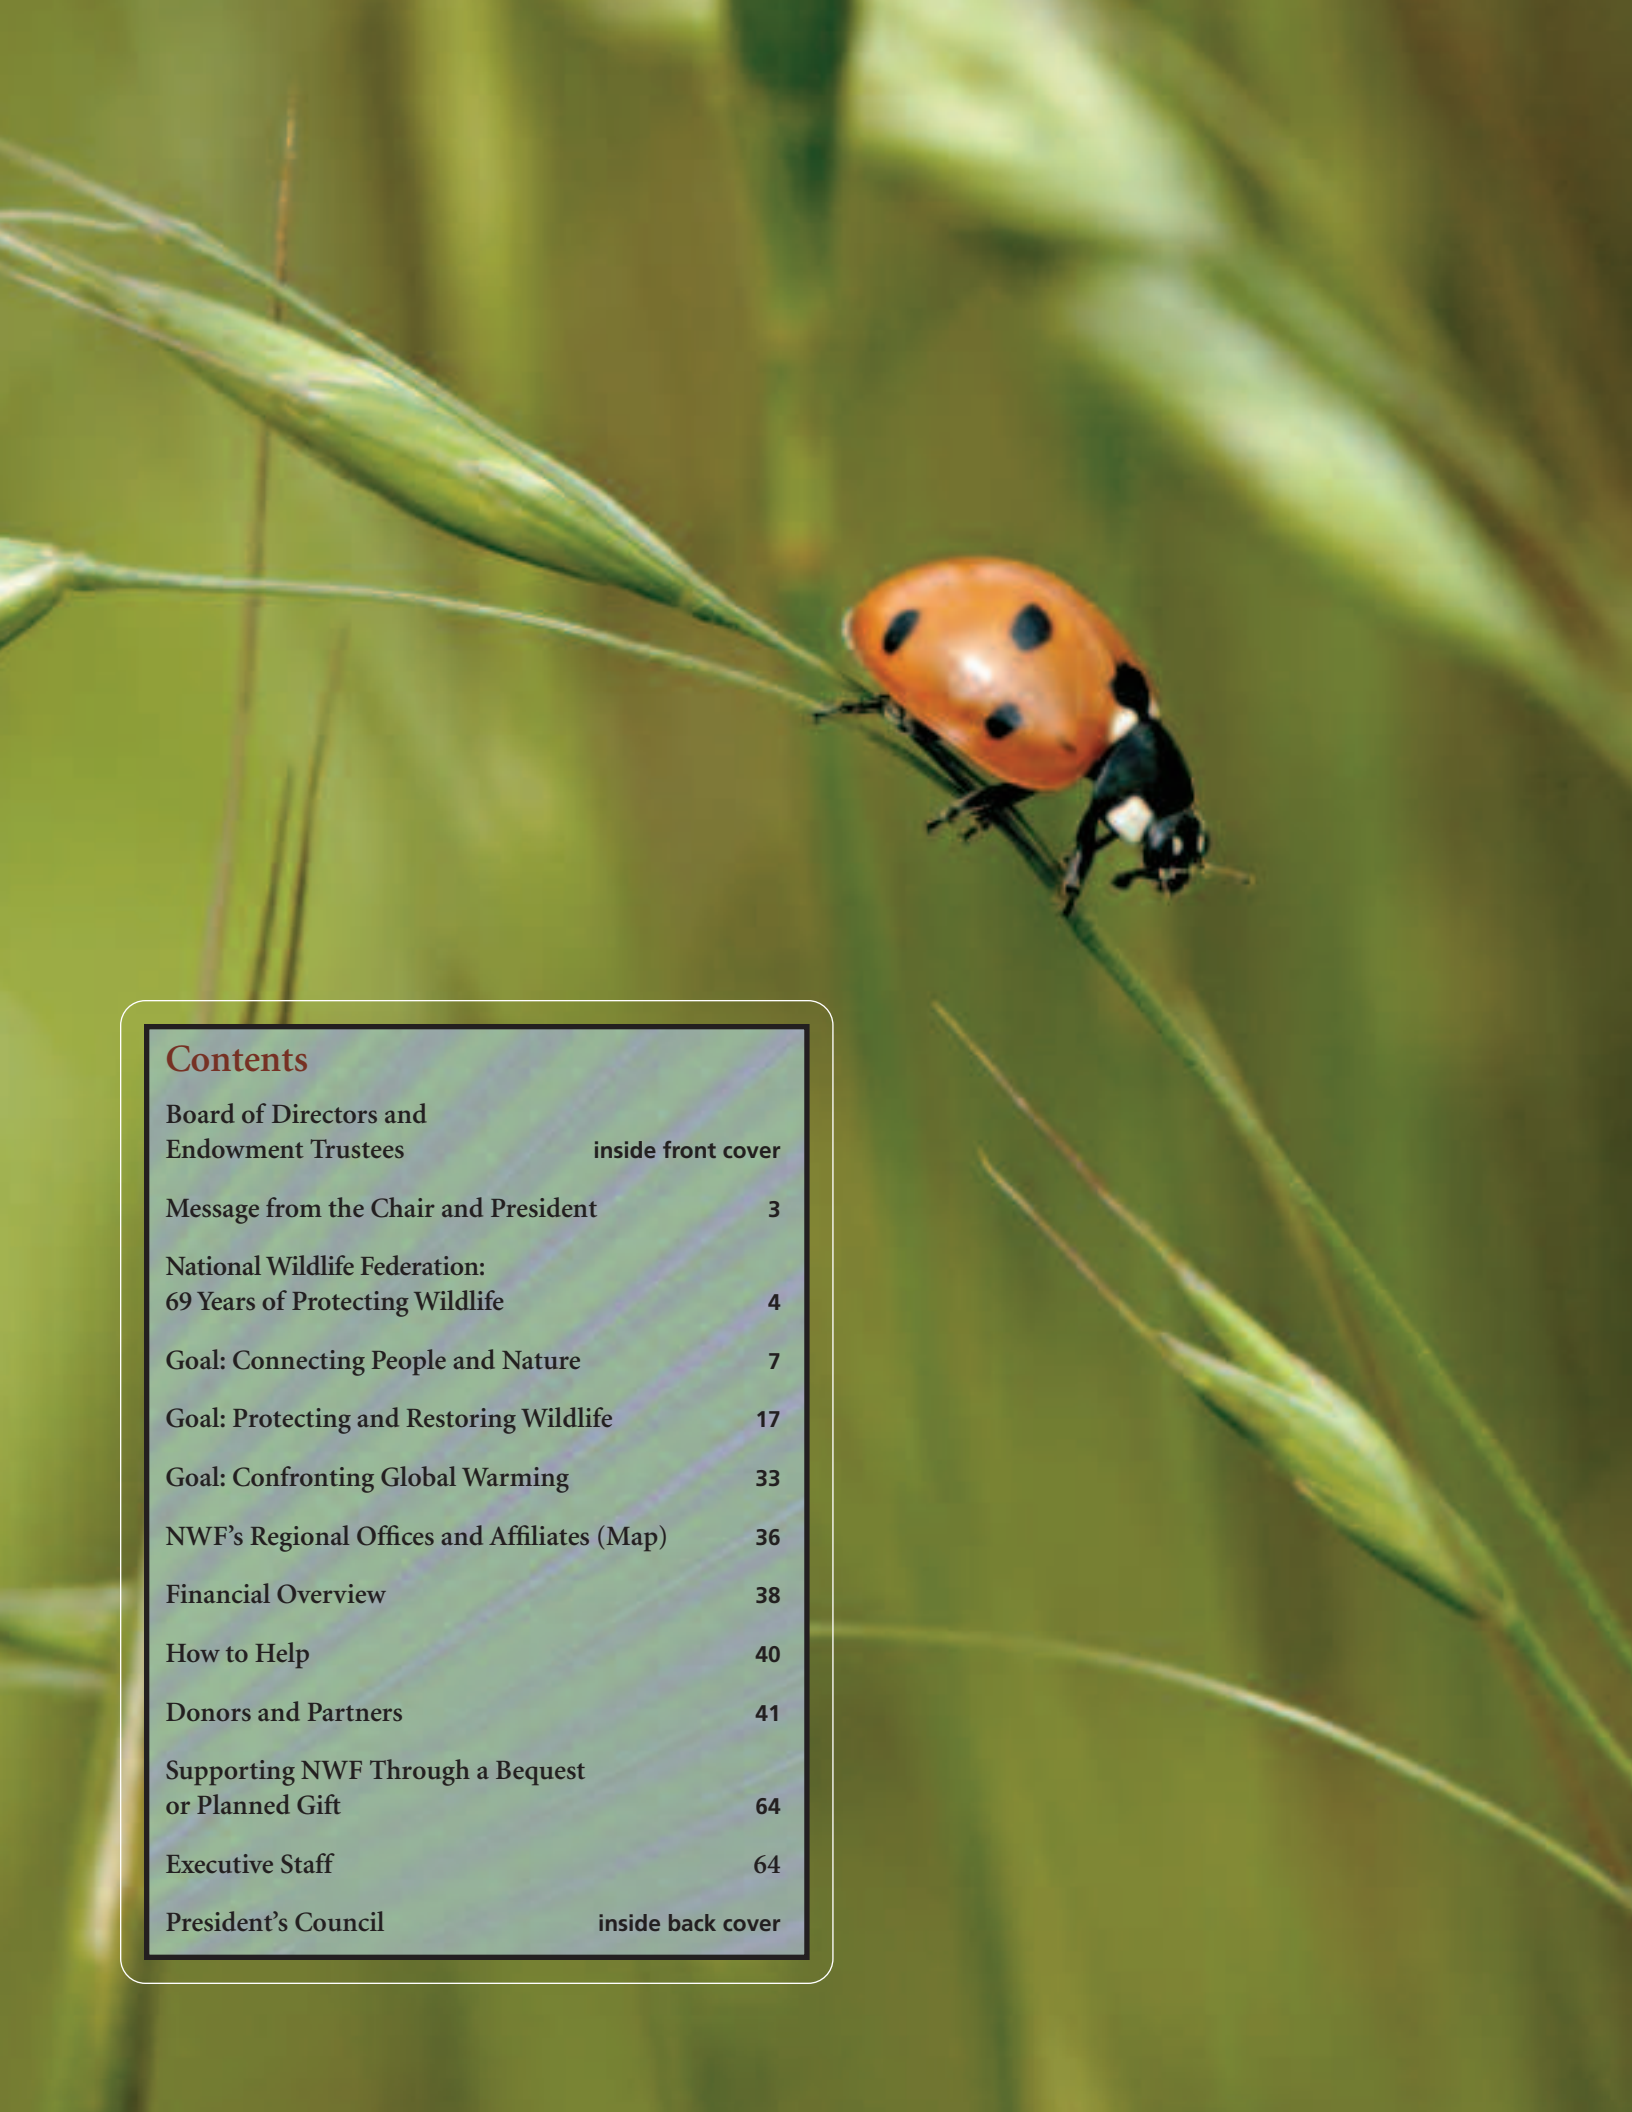 Contents
Board of Directors and
Endowment Trustees inside front cover
Message from the Chair and President 3
National Wildlife Federation:
69 Years of Protecting Wildlife 4
Goal: Connecting People and Nature 7
Goal: Protecting and Restoring Wildlife 17
Goal: Confronting Global Warming 33
NWF’s Regional Offices and Affiliates (Map) 36
Financial Overview 38
How to Help 40
Donors and Partners 41
Supporting NWF Through a Bequest
or Planned Gift 64
Executive Staff 64
President’s Council inside back cover